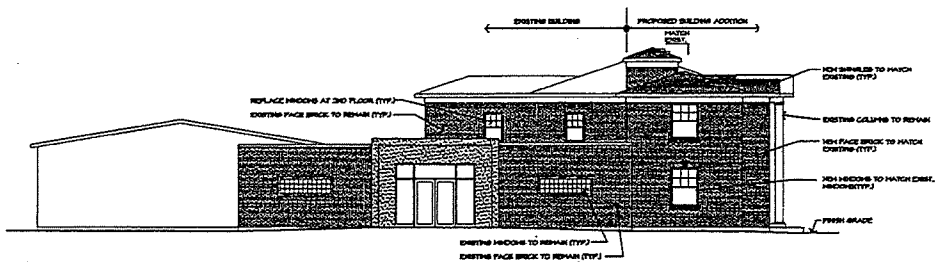 EXISTING BUILDING
PROPOSED BUILDING ADDITION
MATCH
EXIST.
NEW SHINGLES TO MATCH
EXISTING (TYP.)
REPLACE WINDOWS AT 2ND FLOOR (TYP.)
EXISTING FACE BRICK TO REMAIN (TYP.)
EXISTING COLUMNS TO REMAIN
NEW FACE BRICK TO MATCH
EXISTING (TYP.)
NEW WINDOWS TO MATCH EXIST.
WINDOWS(TYP.)
FINISH GRADE
EXISTING WINDOWS TO REMAIN (TYP.)
EXISTING FACE BRICK TO REMAIN (TYP.)